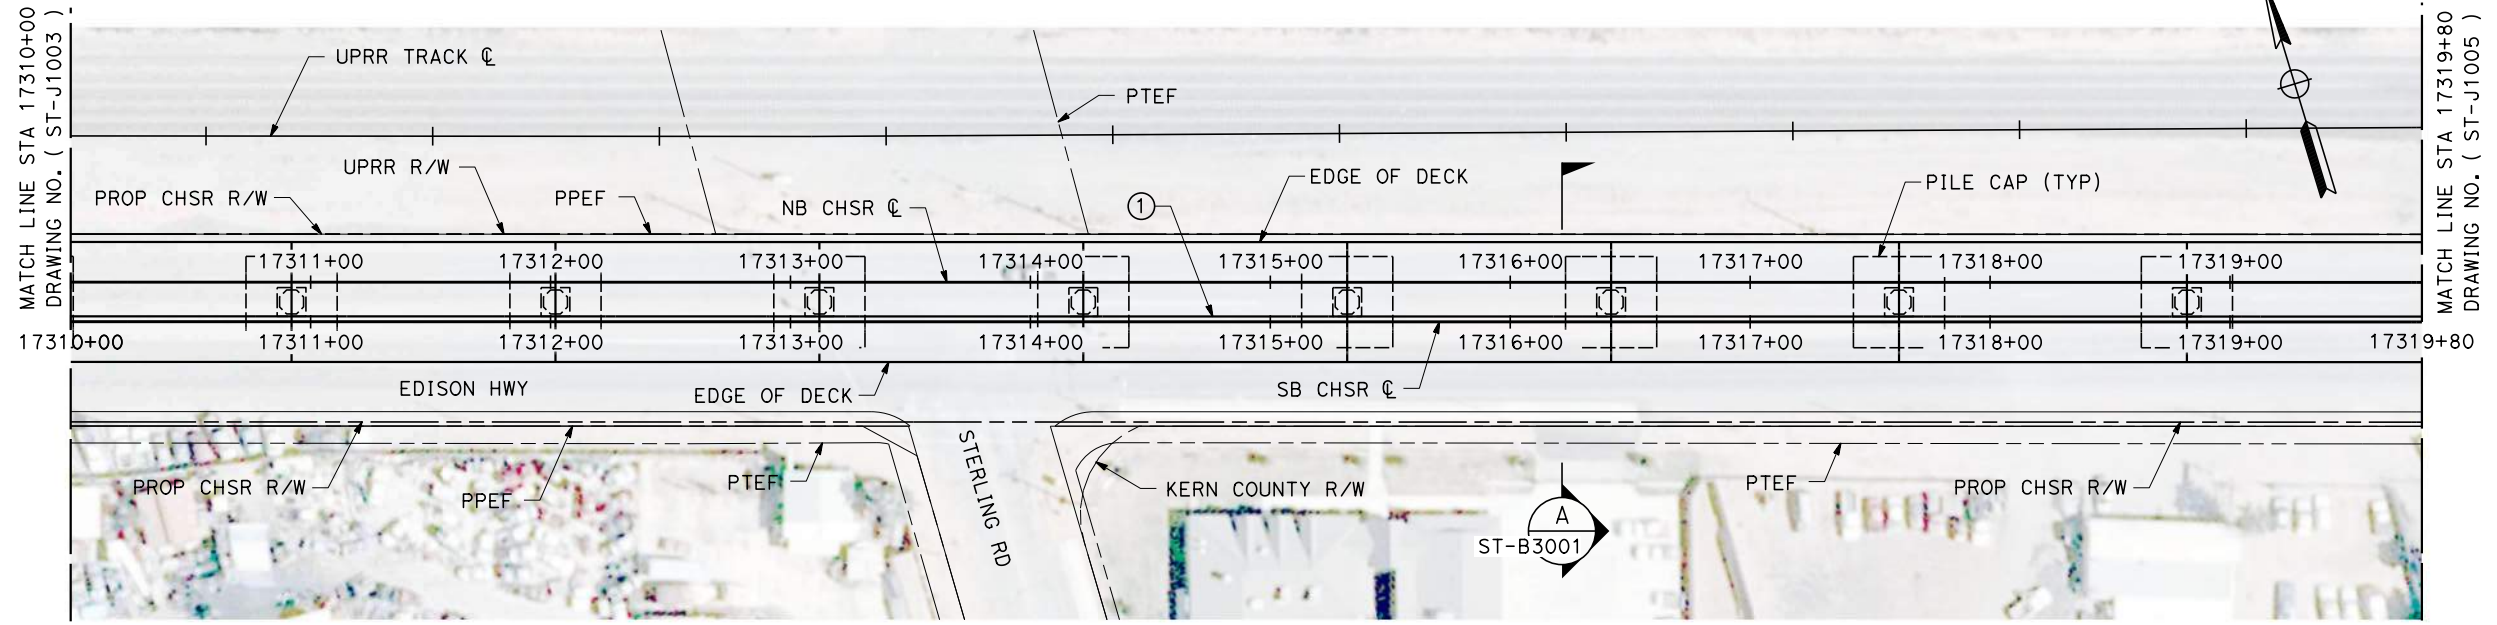 MATCH LINE STA 17310+00
DRAWING NO. ( ST-J1003 )
UPRR TRACK ℄
PTEF
UPRR R/W
PROP CHSR R/W
PPEF
NB CHSR ℄
1
EDGE OF DECK
PILE CAP (TYP)
MATCH LINE STA 17319+80
DRAWING NO. ( ST-J1005 )
17311+00 17312+00 17313+00 17314+00 17315+00 17316+00 17317+00 17318+00 17319+00
17310+00 17311+00 17312+00 17313+00 17314+00 17315+00 17316+00 17317+00 17318+00 17319+00 17319+80
EDISON HWY
EDGE OF DECK
SB CHSR ℄
STERLING RD
PROP CHSR R/W
PPEF
PTEF
KERN COUNTY R/W
A
ST-B3001
PTEF
PROP CHSR R/W